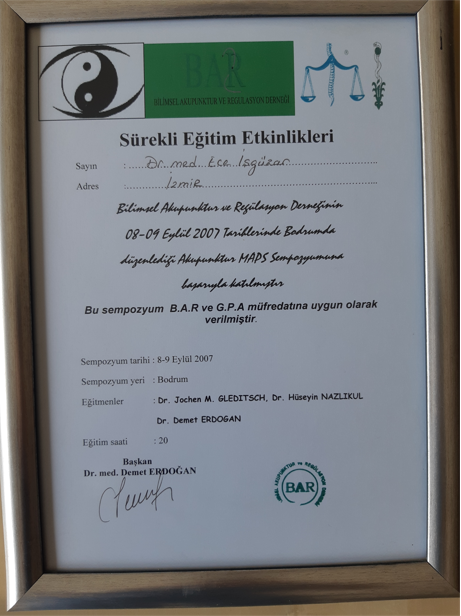 BAR
BİLİMSEL AKUPUNKTUR VE REGULASYON DERNEĞİ
Sürekli Eğitim Etkinlikleri
Sayın : Dr. med. Ece İşgüzar
Adres : İzmir
Bilimsel Akupunktur ve Regülasyon Derneğinin
08-09 Eylül 2007 Tarihlerinde Bodrumda
düzenlediği Akupunktur MAPS Sempozyumuna
başarıyla katılmıştır
Bu sempozyum B.A.R ve G.P.A müfredatına uygun olarak
verilmiştir.
Sempozyum tarihi : 8-9 Eylül 2007
Sempozyum yeri : Bodrum
Eğitmenler : Dr. Jochen M. GLEDITSCH, Dr. Hüseyin NAZLIKUL
Dr. Demet ERDOGAN
Eğitim saati : 20
Başkan
Dr. med. Demet ERDOĞAN
BAR